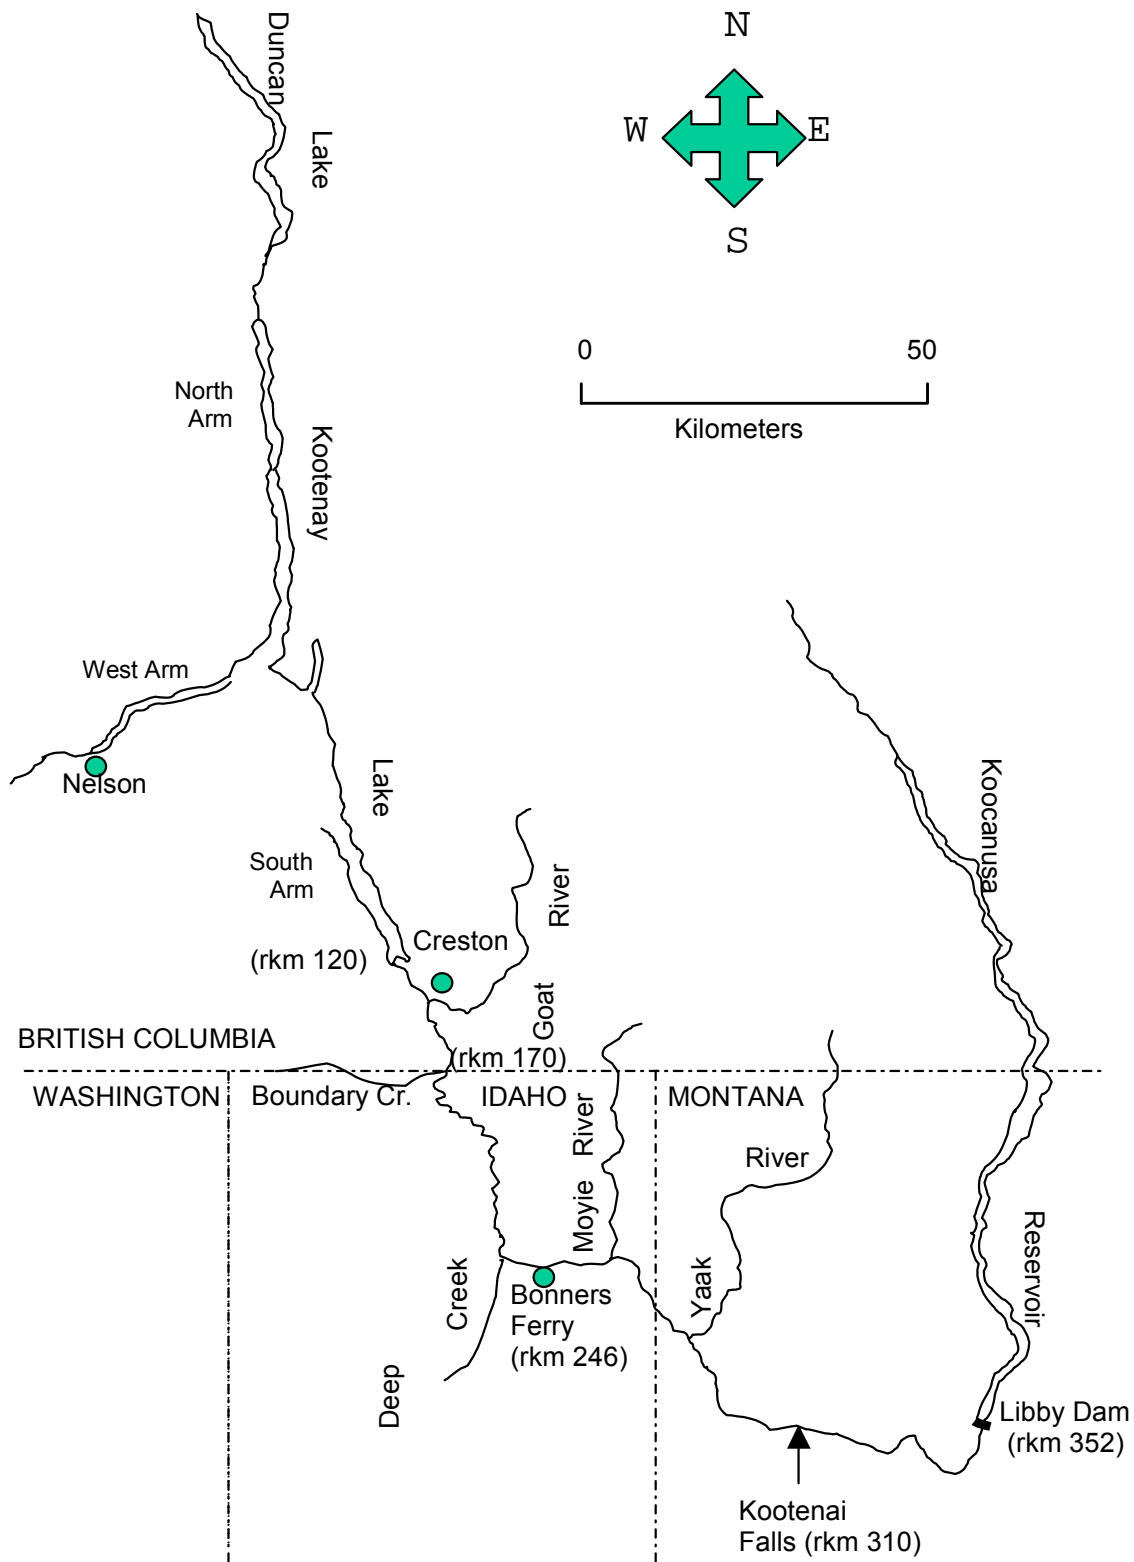 N
W E
S
Duncan
Lake
0 50
Kilometers
North
Arm
Kootenay
West Arm
Nelson
Lake
South
Arm
Koocanusa
River
Creston
(rkm 120)
Goat
BRITISH COLUMBIA
(rkm 170)
WASHINGTON
Boundary Cr.
IDAHO
MONTANA
River
Moyie
River
Yaak
Reservoir
Creek
Deep
Bonners
Ferry
(rkm 246)
Libby Dam
(rkm 352)
Kootenai
Falls (rkm 310)